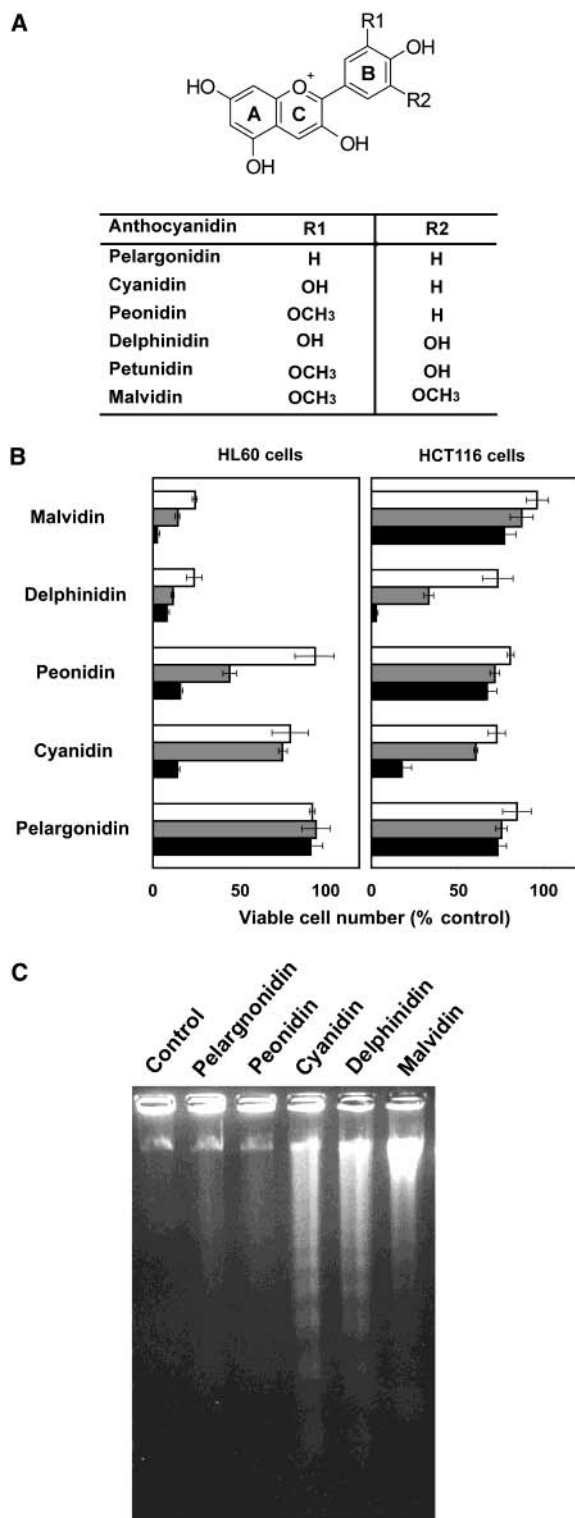 A
R1
OH
B
R2
O+
HO
A
C
OH
OH
Anthocyanidin R1 R2
Pelargonidin H H
Cyanidin OH H
Peonidin OCH3 H
Delphinidin OH OH
Petunidin OCH3 OH
Malvidin OCH3 OCH3
B
HL60 cells HCT116 cells
Malvidin
Delphinidin
Peonidin
Cyanidin
Pelargonidin
0 50 100 0 50 100
Viable cell number (% control)
C
Control
Pelargnonidin
Peonidin
Cyanidin
Delphinidin
Malvidin